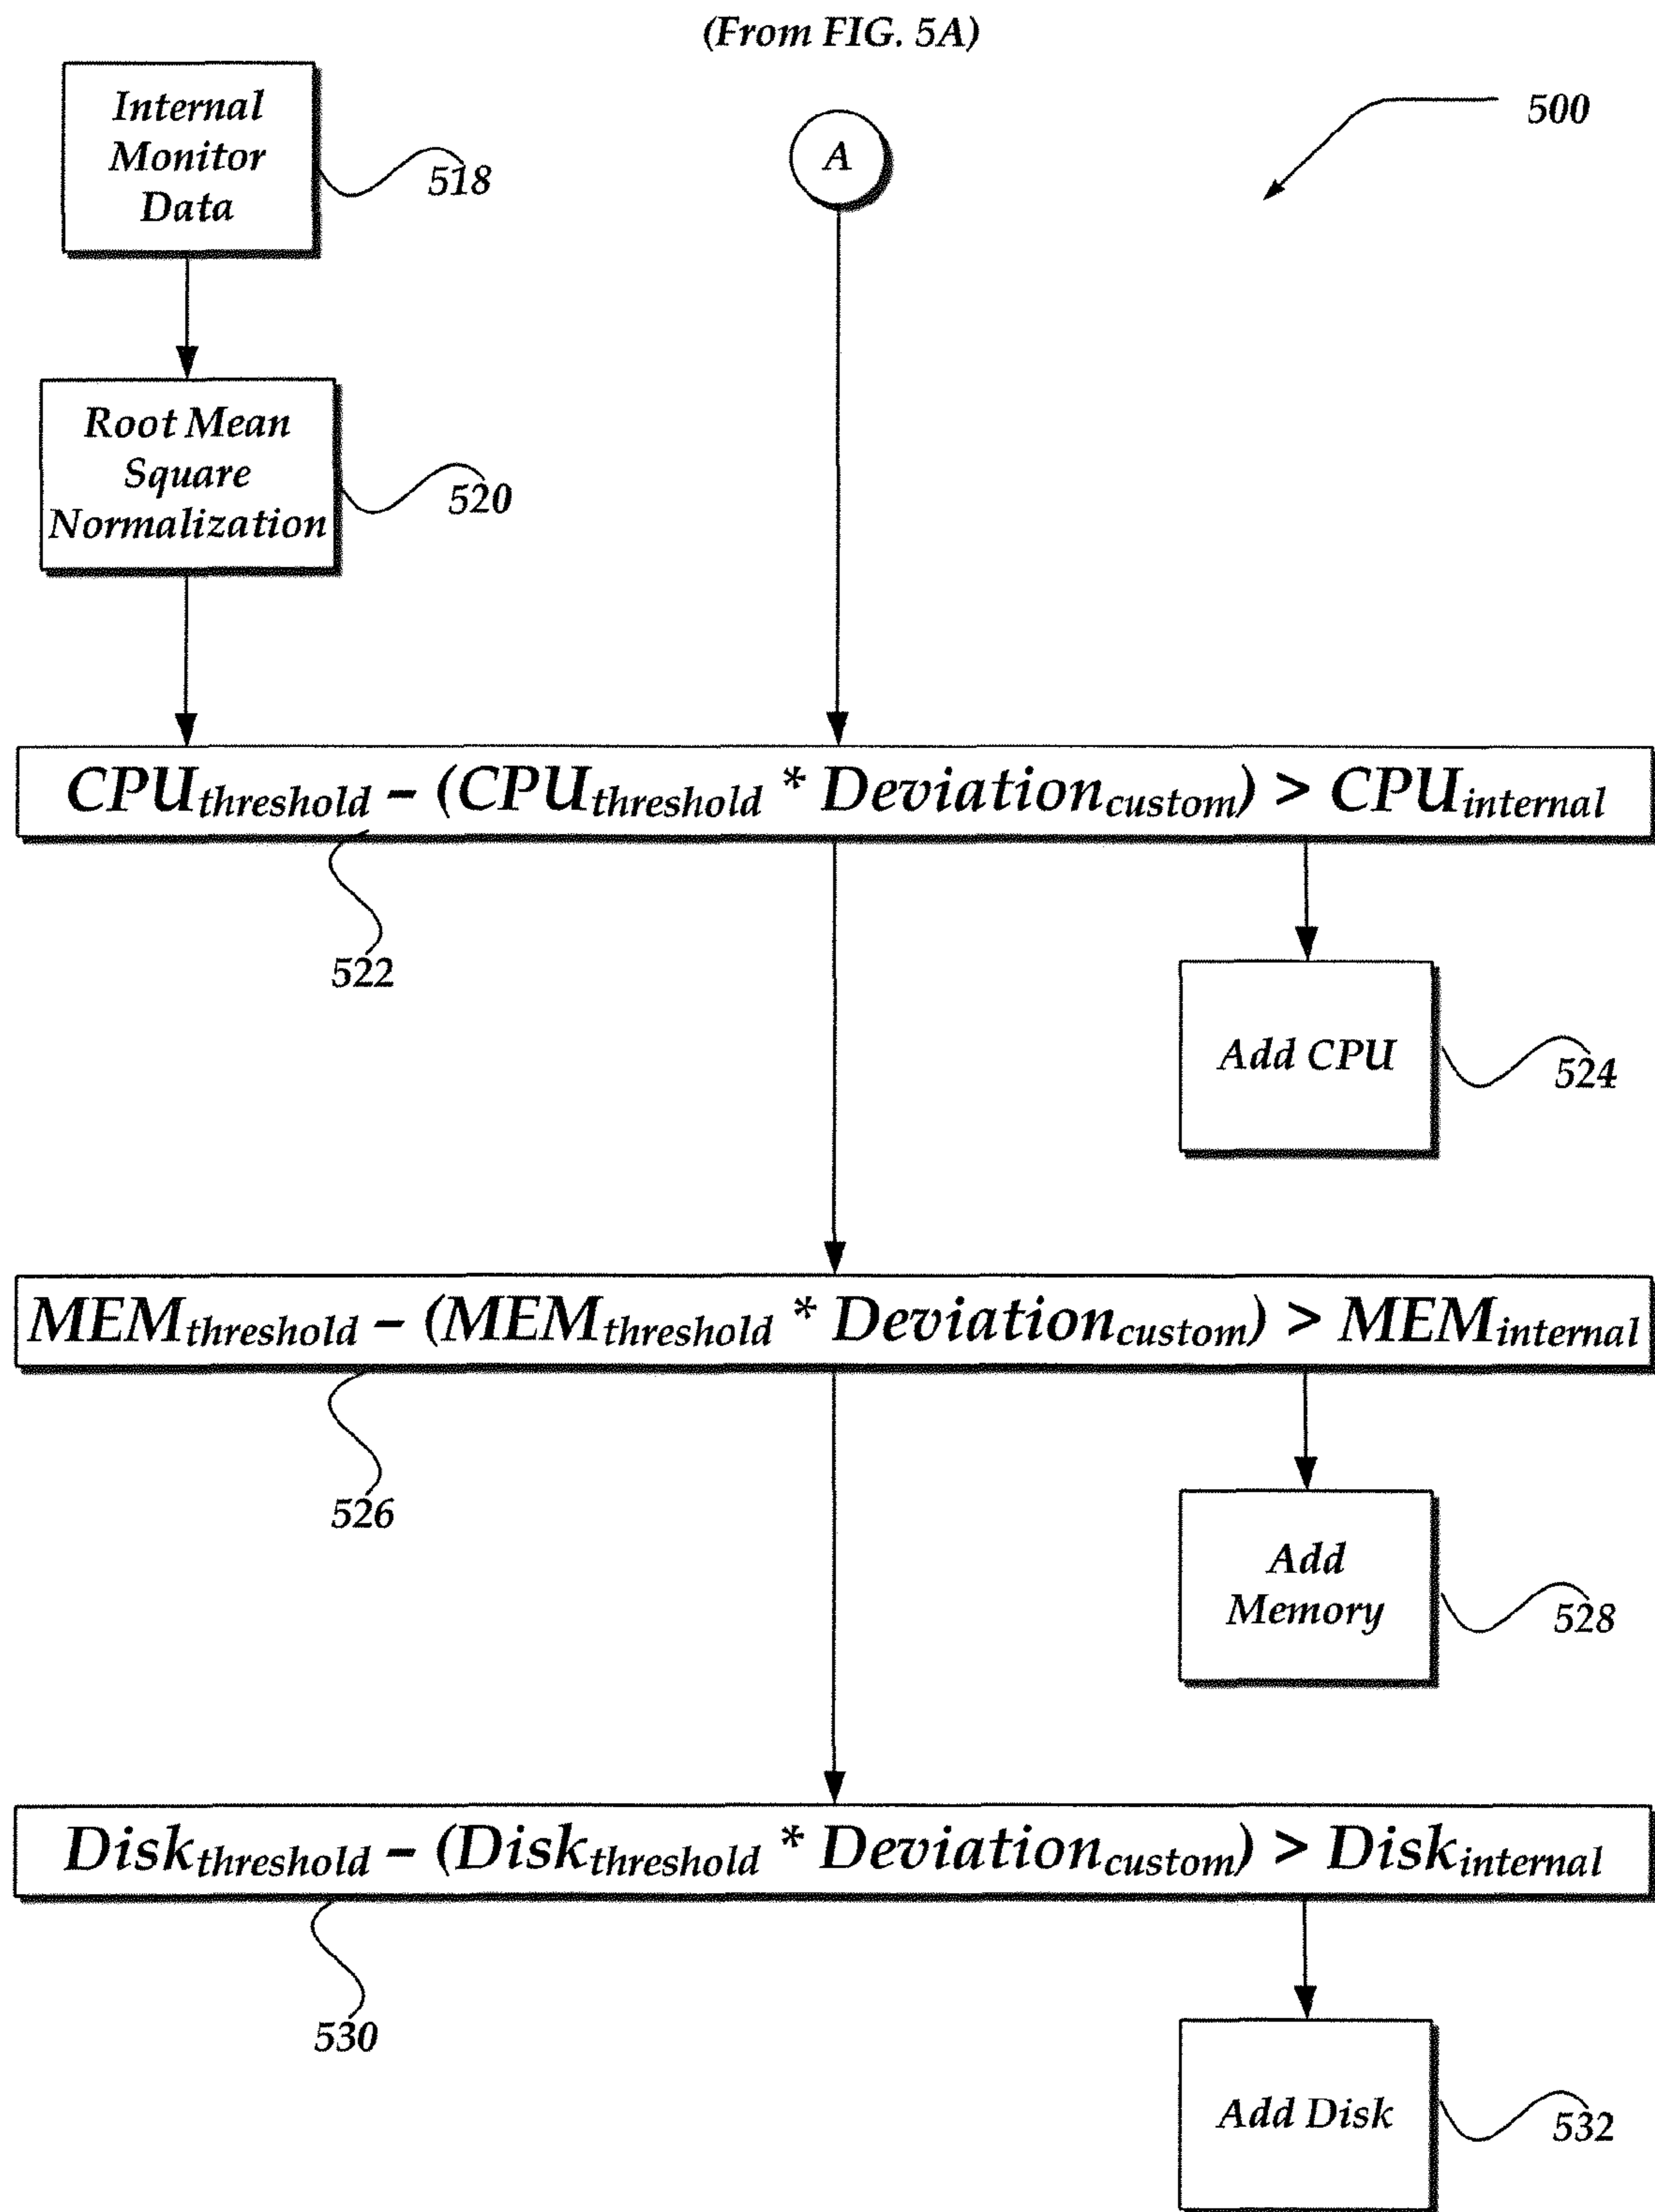 (From FIG. 5A)
Internal
Monitor
Data
518
A
500
Root Mean
Square
Normalization
520
CPUthreshold – (CPUthreshold * Deviationcustom) > CPUinternal
522
Add CPU
524
MEMthreshold – (MEMthreshold * Deviationcustom) > MEMinternal
526
Add
Memory
528
Diskthreshold – (Diskthreshold * Deviationcustom) > Diskinternal
530
Add Disk
532